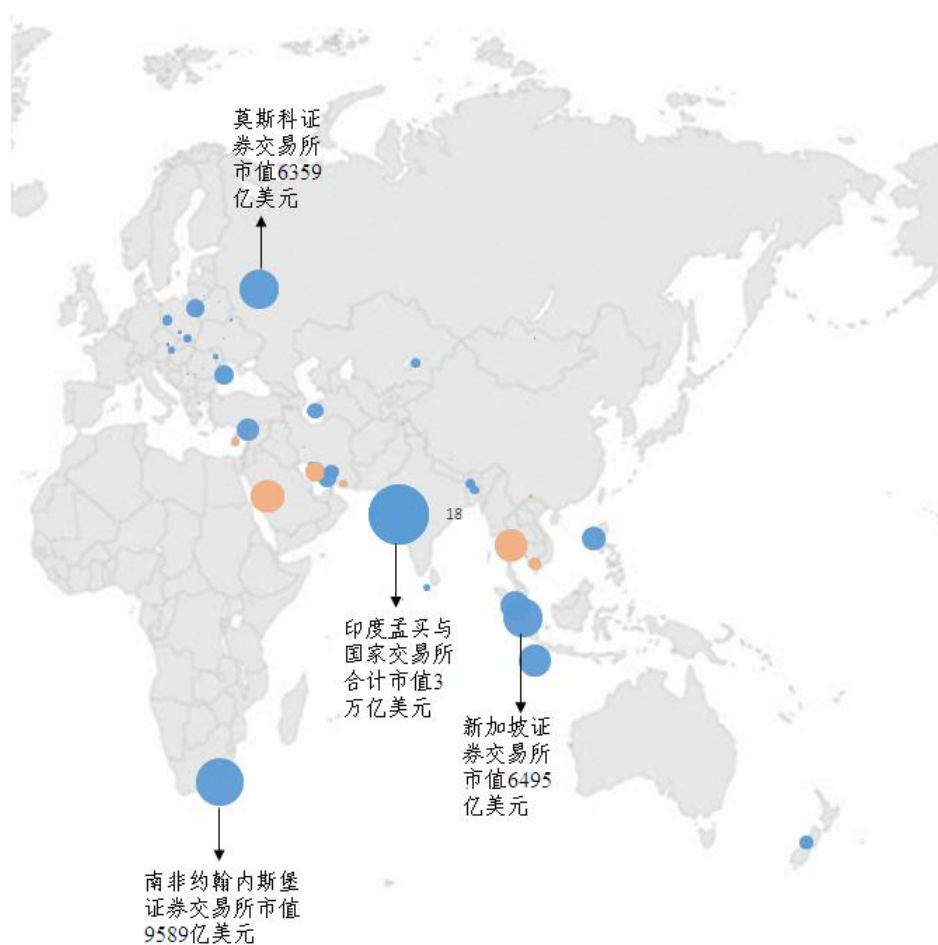 莫斯科证
券交易所
市值6359
亿美元
18
印度孟买与
国家交易所
合计市值3
万亿美元
新加坡证
券交易所
市值6495
亿美元
南非约翰内斯堡
证券交易所市值
9589亿美元